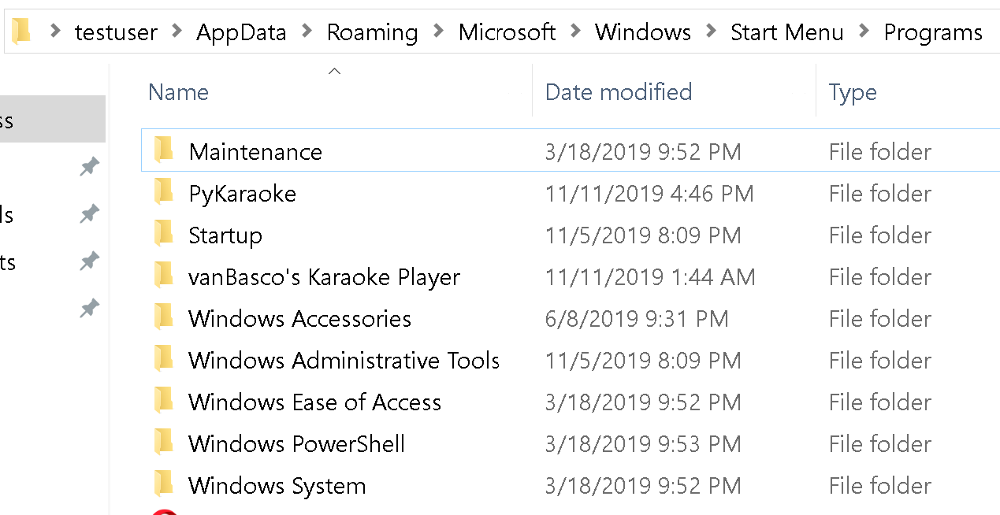 testuser > AppData > Roaming > Microsoft > Windows > Start Menu > Programs
Name Date modified Type
Maintenance 3/18/2019 9:52 PM File folder
PyKaraoke 11/11/2019 4:46 PM File folder
Startup 11/5/2019 8:09 PM File folder
vanBasco's Karaoke Player 11/11/2019 1:44 AM File folder
Windows Accessories 6/8/2019 9:31 PM File folder
Windows Administrative Tools 11/5/2019 8:09 PM File folder
Windows Ease of Access 3/18/2019 9:52 PM File folder
Windows PowerShell 3/18/2019 9:53 PM File folder
Windows System 3/18/2019 9:52 PM File folder